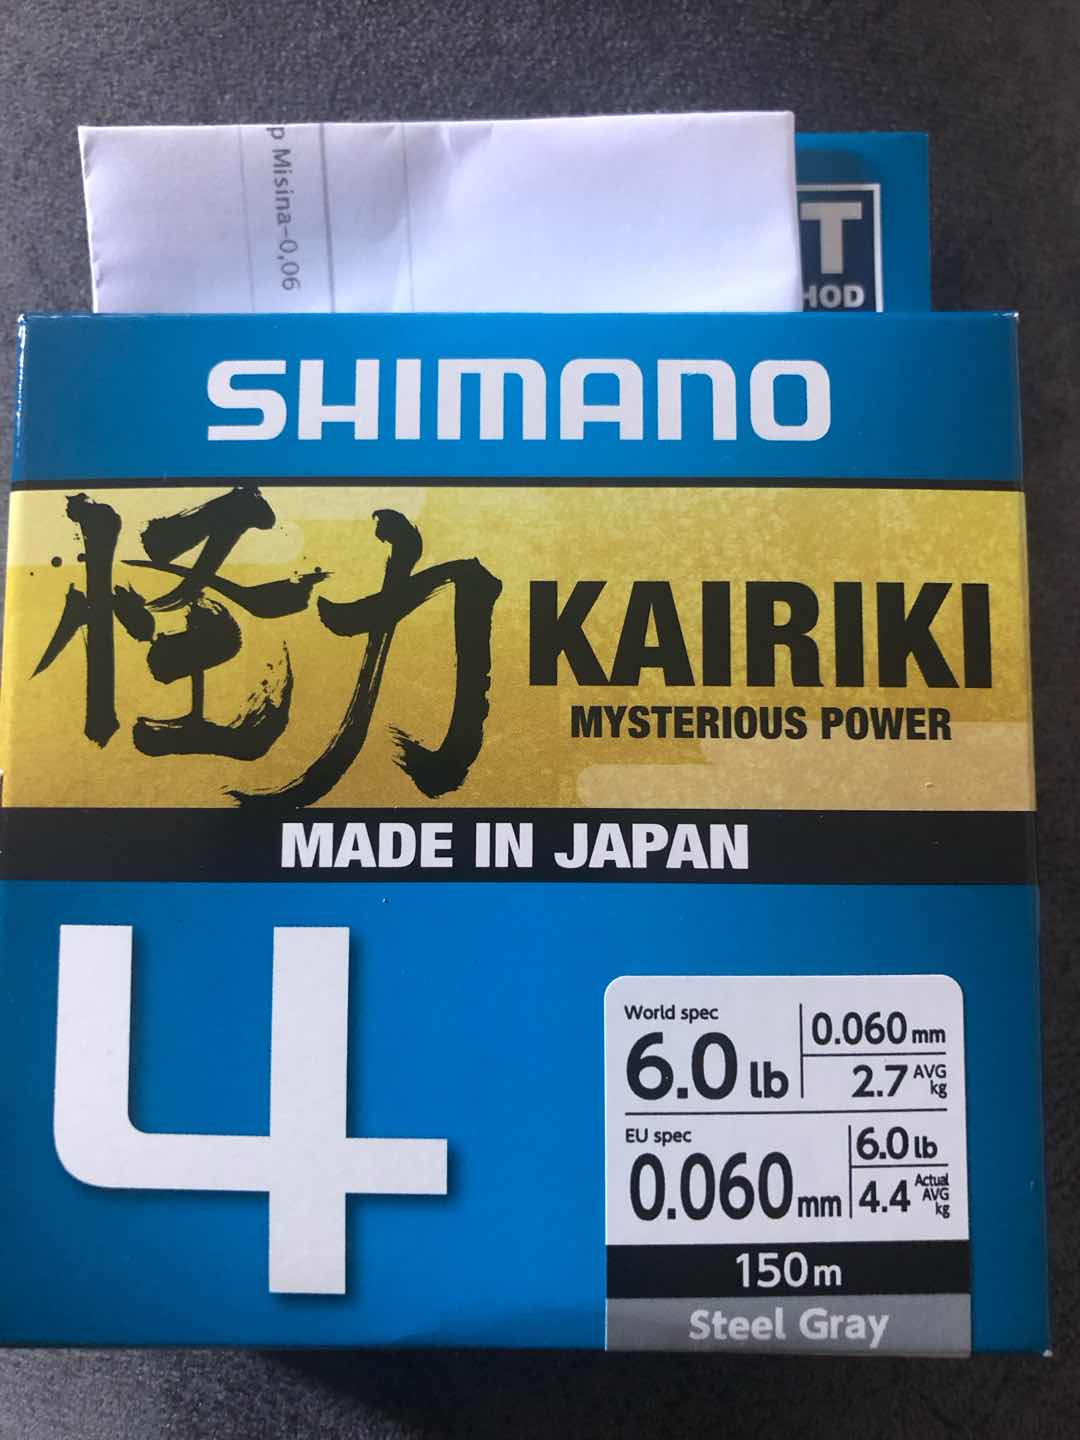 p Misina-0,06
T
HOD
SHIMANO
怪力 KAIRIKI
MYSTERIOUS POWER
MADE IN JAPAN
4
World spec
6.0 lb
0.060 mm
2.7 AVG kg
EU spec
0.060 mm
6.0 lb
4.4 Actual AVG kg
150m
Steel Gray